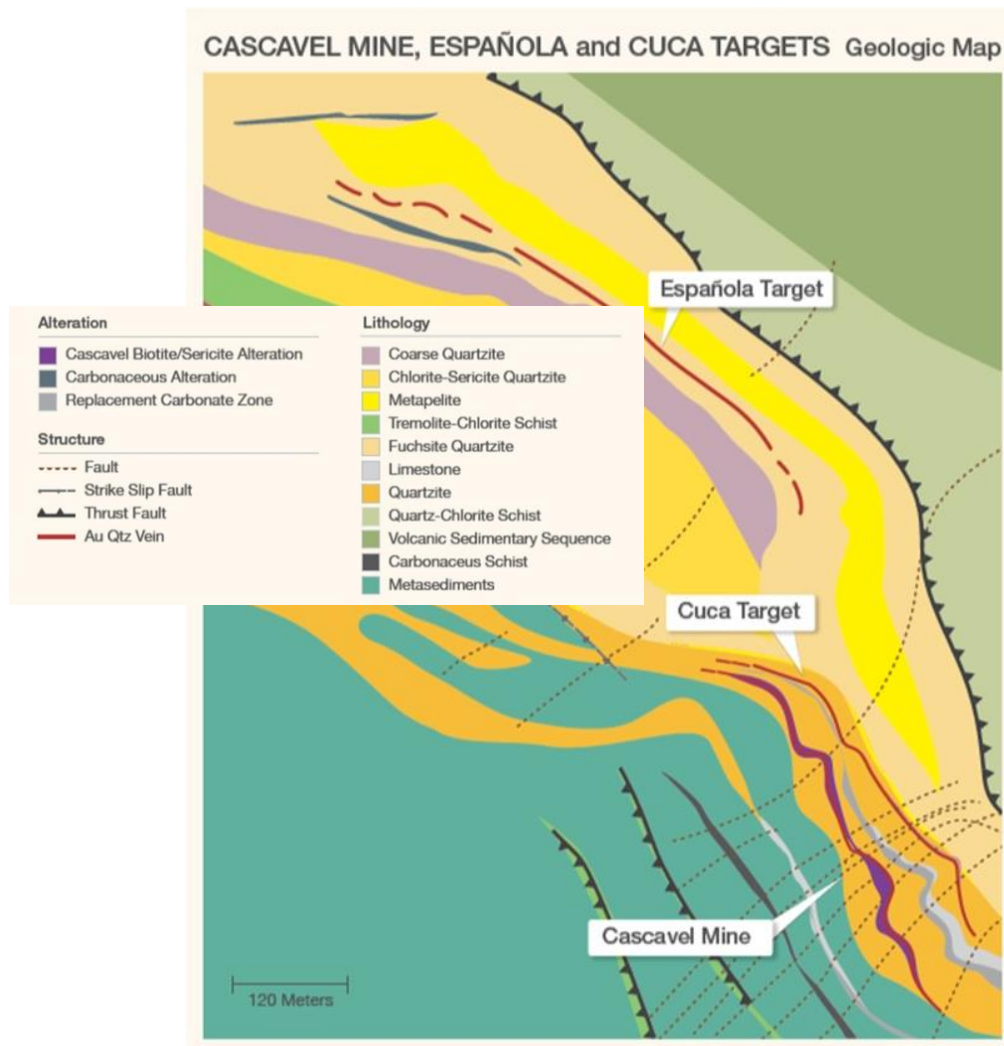 CASCAVEL MINE, ESPAÑOLA and CUCA TARGETS Geologic Map
Española Target
Alteration
Cascavel Biotite/Sericite Alteration
Carbonaceous Alteration
Replacement Carbonate Zone
Structure
Fault
Strike Slip Fault
Thrust Fault
Au Qtz Vein
Lithology
Coarse Quartzite
Chlorite-Sericite Quartzite
Metapelite
Tremolite-Chlorite Schist
Fuchsite Quartzite
Limestone
Quartzite
Quartz-Chlorite Schist
Volcanic Sedimentary Sequence
Carbonaceus Schist
Metasediments
Cuca Target
Cascavel Mine
120 Meters